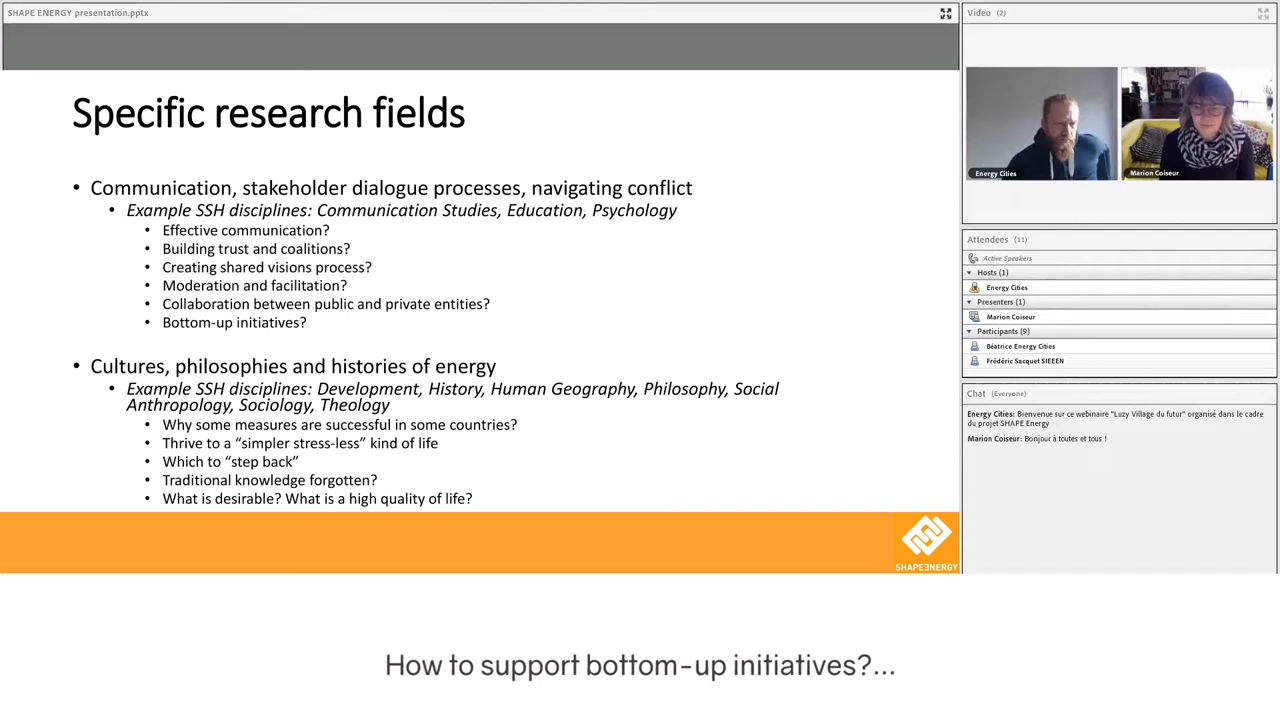 SHAPE ENERGY presentation.pptx
Specific research fields
• Communication, stakeholder dialogue processes, navigating conflict
• Example SSH disciplines: Communication Studies, Education, Psychology
• Effective communication?
• Building trust and coalitions?
• Creating shared visions process?
• Moderation and facilitation?
• Collaboration between public and private entities?
• Bottom-up initiatives?
• Cultures, philosophies and histories of energy
• Example SSH disciplines: Development, History, Human Geography, Philosophy, Social
Anthropology, Sociology, Theology
• Why some measures are successful in some countries?
• Thrive to a “simpler stress-less” kind of life
• Which to “step back”
• Traditional knowledge forgotten?
• What is desirable? What is a high quality of life?
SHAPEƎNERGY
Video (2)
Energy Cities
Marion Coiseur
Attendees (11)
Active Speakers
Hosts (1)
Energy Cities
Presenters (1)
Marion Coiseur
Participants (9)
Béatrice Energy Cities
Frédéric Sacquet SIEEEN
Chat (Everyone)
Energy Cities: Bienvenue sur ce webinaire "Luzy Village du futur" organisé dans le cadre
du projet SHAPE Energy
Marion Coiseur: Bonjour à toutes et tous !
How to support bottom-up initiatives?...